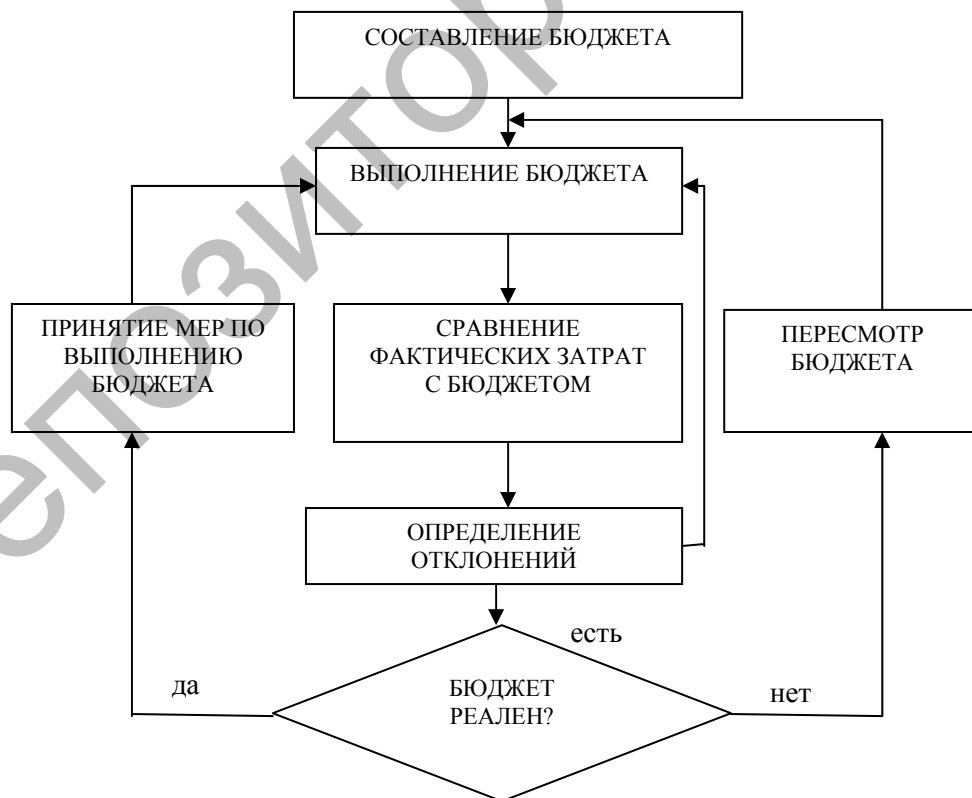 СОСТАВЛЕНИЕ БЮДЖЕТА
ВЫПОЛНЕНИЕ БЮДЖЕТА
ПРИНЯТИЕ МЕР ПО
ВЫПОЛНЕНИЮ
БЮДЖЕТА
СРАВНЕНИЕ
ФАКТИЧЕСКИХ ЗАТРАТ
С БЮДЖЕТОМ
ПЕРЕСМОТР
БЮДЖЕТА
ОПРЕДЕЛЕНИЕ
ОТКЛОНЕНИЙ
есть
да
БЮДЖЕТ
РЕАЛЕН?
нет
епозитор